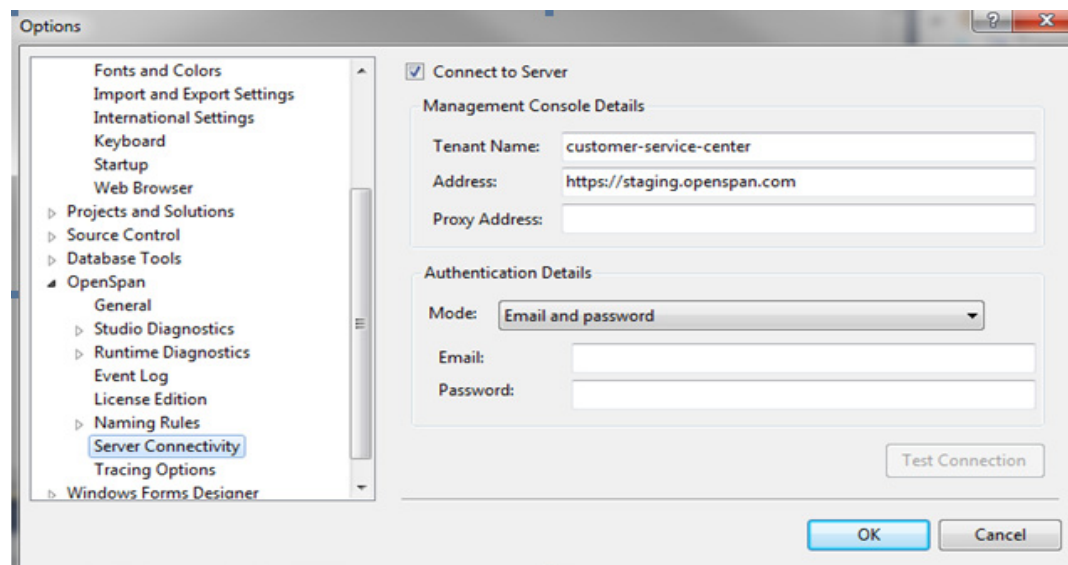 Options
Fonts and Colors
Import and Export Settings
International Settings
Keyboard
Startup
Web Browser
Projects and Solutions
Source Control
Database Tools
OpenSpan
General
Studio Diagnostics
Runtime Diagnostics
Event Log
License Edition
Naming Rules
Server Connectivity
Tracing Options
Windows Forms Designer
Connect to Server
Management Console Details
Tenant Name: customer-service-center
Address: https://staging.openspan.com
Proxy Address:
Authentication Details
Mode: Email and password
Email:
Password:
Test Connection
OK Cancel